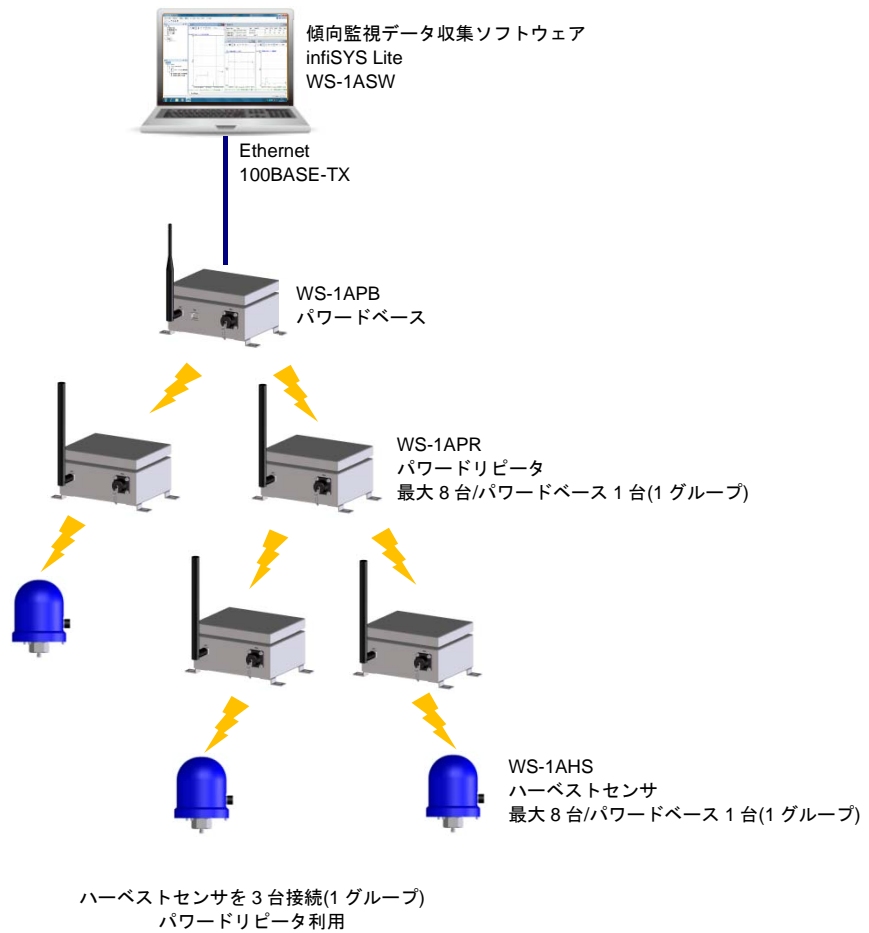 傾向監視データ収集ソフトウェア
infiSYS Lite
WS-1ASW
Ethernet
100BASE-TX
WS-1APB
パワードベース
WS-1APR
パワードリピータ
最大 8 台/パワードベース 1 台(1 グループ)
WS-1AHS
ハーベストセンサ
最大 8 台/パワードベース 1 台(1 グループ)
ハーベストセンサを 3 台接続(1 グループ)
パワードリピータ利用